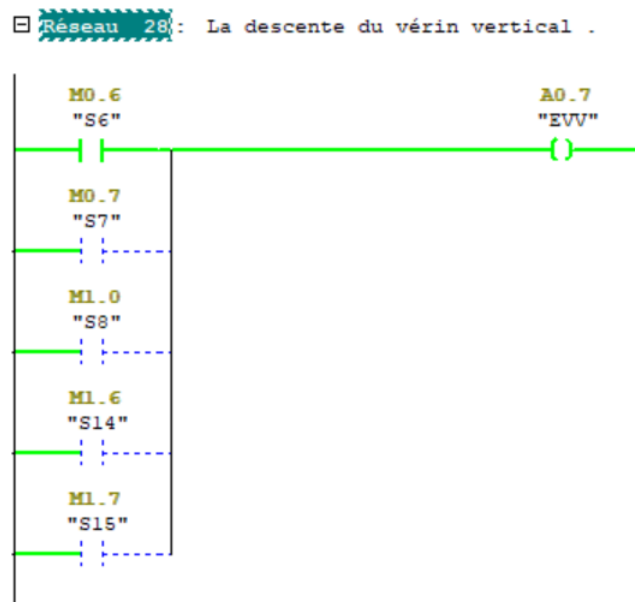 Réseau 28: La descente du vérin vertical .
M0.6 A0.7
"S6" "EVV"
M0.7
"S7"
M1.0
"S8"
M1.6
"S14"
M1.7
"S15"